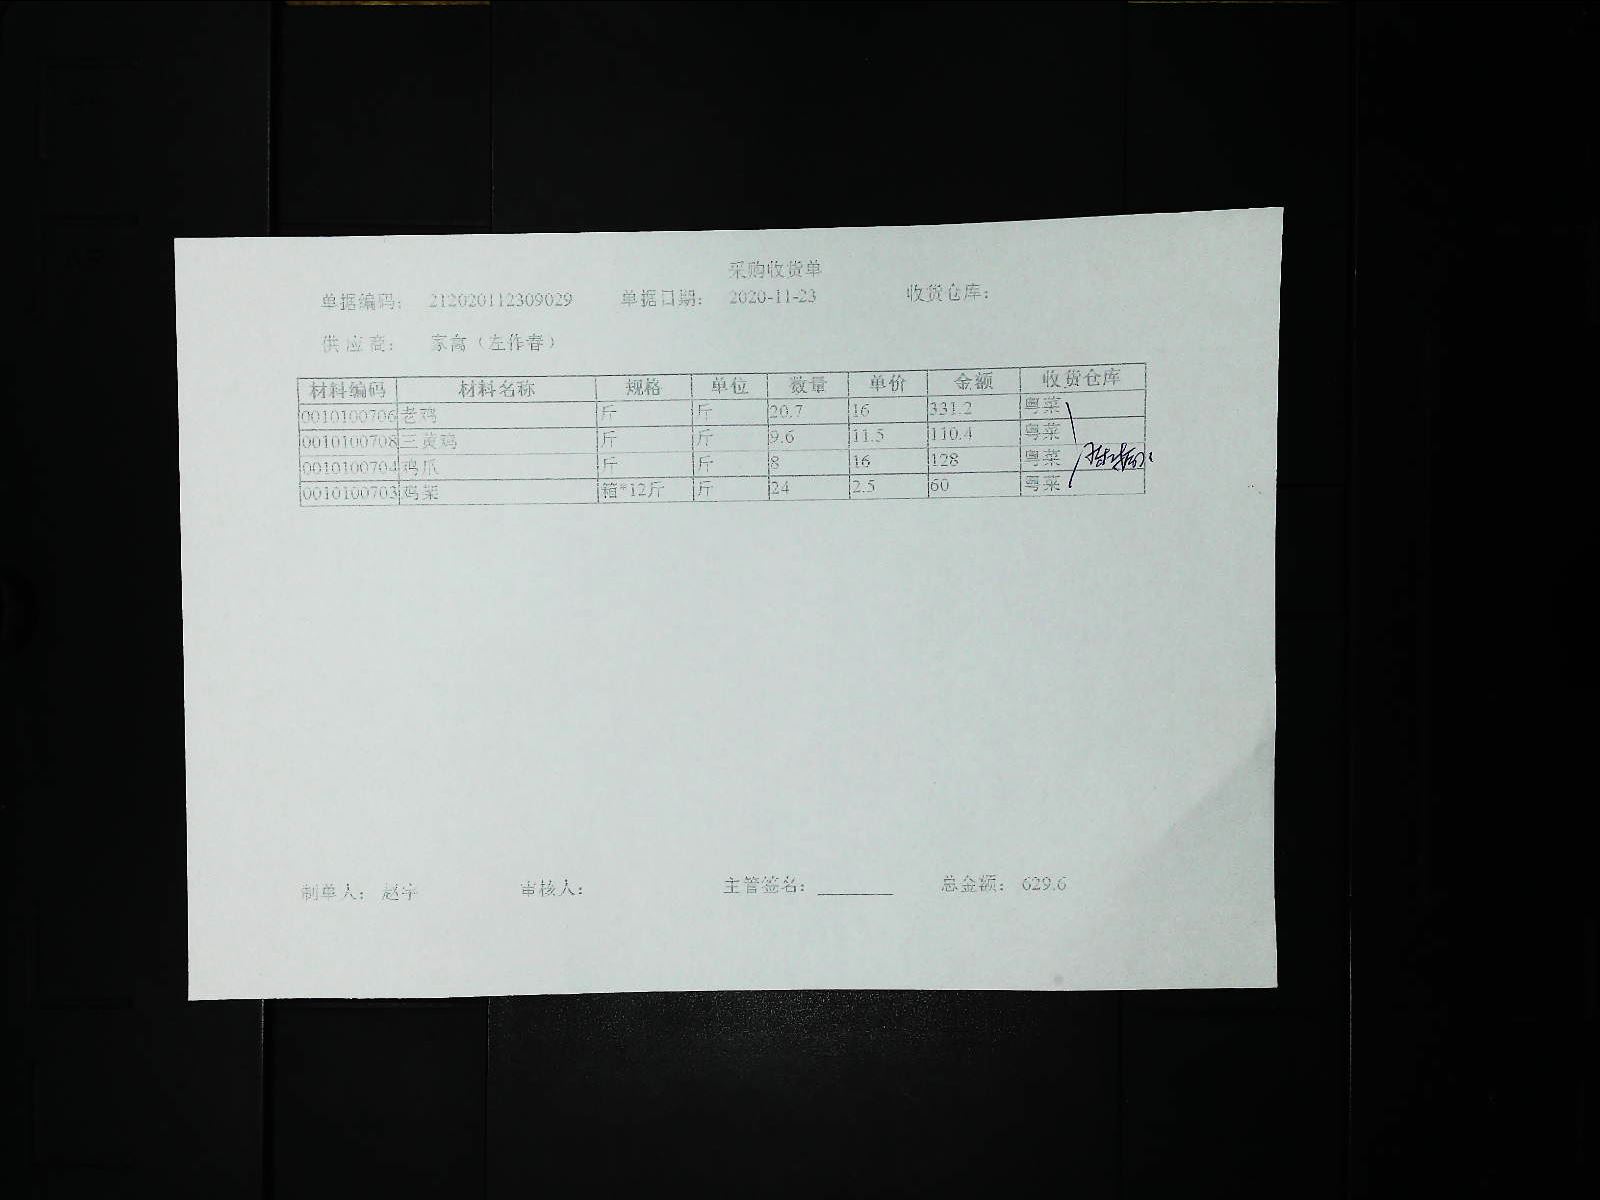 采购收货单
单据编码： 212020112309029 单据日期： 2020-11-23 收货仓库：
供 应 商： 家禽（左作春）
材料编码 材料名称 规格 单位 数量 单价 金额 收货仓库
0010100706 老鸡 斤 斤 20.7 16 331.2 粤菜
0010100708 三黄鸡 斤 斤 9.6 11.5 110.4 粤菜
0010100704 鸡爪 斤 斤 8 16 128 粤菜
0010100703 鸡架 箱*12斤 斤 24 2.5 60 粤菜
制单人： 赵宇 审核人： 主管签名： 总金额： 629.6